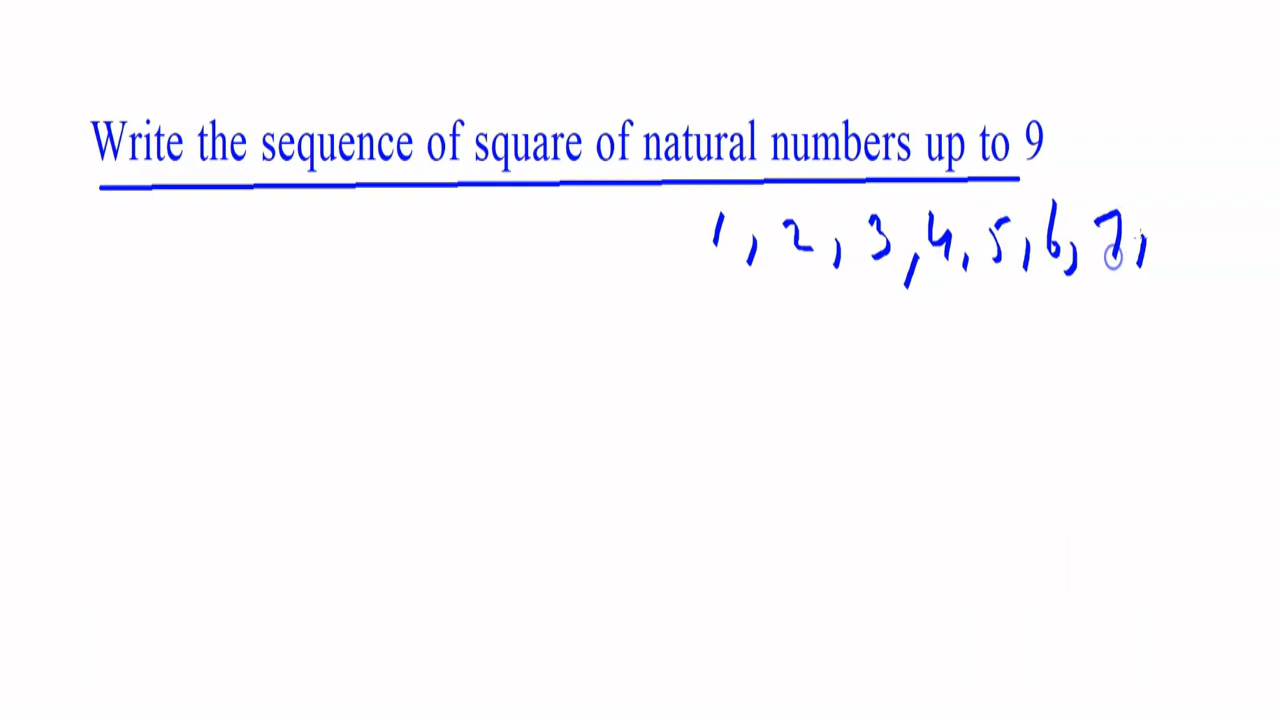 Write the sequence of square of natural numbers up to 9
1, 2, 3, 4, 5, 6, 7,